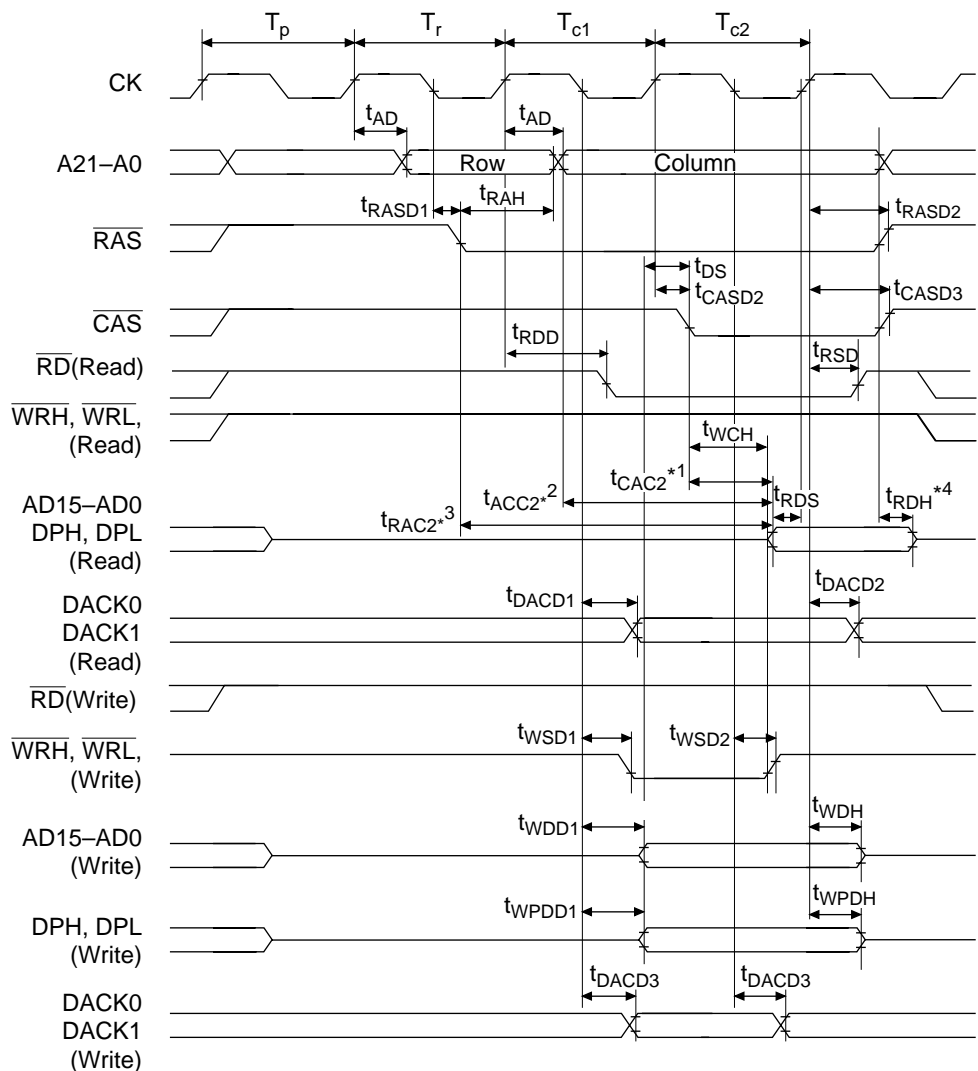 Tp Tr Tc1 Tc2
CK
tAD tAD
A21–A0 Row Column
tRASD1 tRAH tRASD2
RAS
tDS
tCASD2 tCASD3
CAS
tRDD tRSD
RD(Read)
WRH, WRL,
(Read)
tWCH
tCAC2*1
AD15–AD0 tACC2*2 tRDS tRDH*4
DPH, DPL tRAC2*3
(Read)
DACK0 tDACD1 tDACD2
DACK1
(Read)
RD(Write)
WRH, WRL, tWSD1 tWSD2
(Write)
AD15–AD0 tWDD1 tWDH
(Write)
DPH, DPL tWPDD1 tWPDH
(Write)
tDACD3 tDACD3
DACK0
DACK1
(Write)